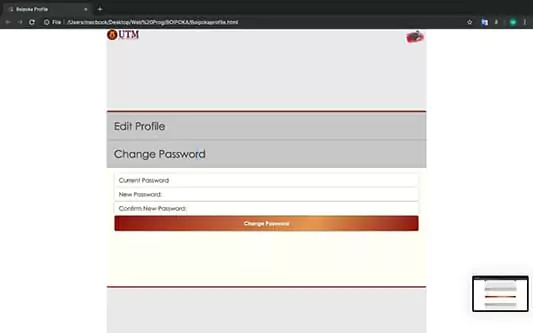 Boipoka Profile
File | /Users/macbook/Desktop/Web%20Prog/BOIPOKA/Boipokaprofile.html
UTM
Edit Profile
Change Password
Current Password
New Password:
Confirm New Password:
Change Password